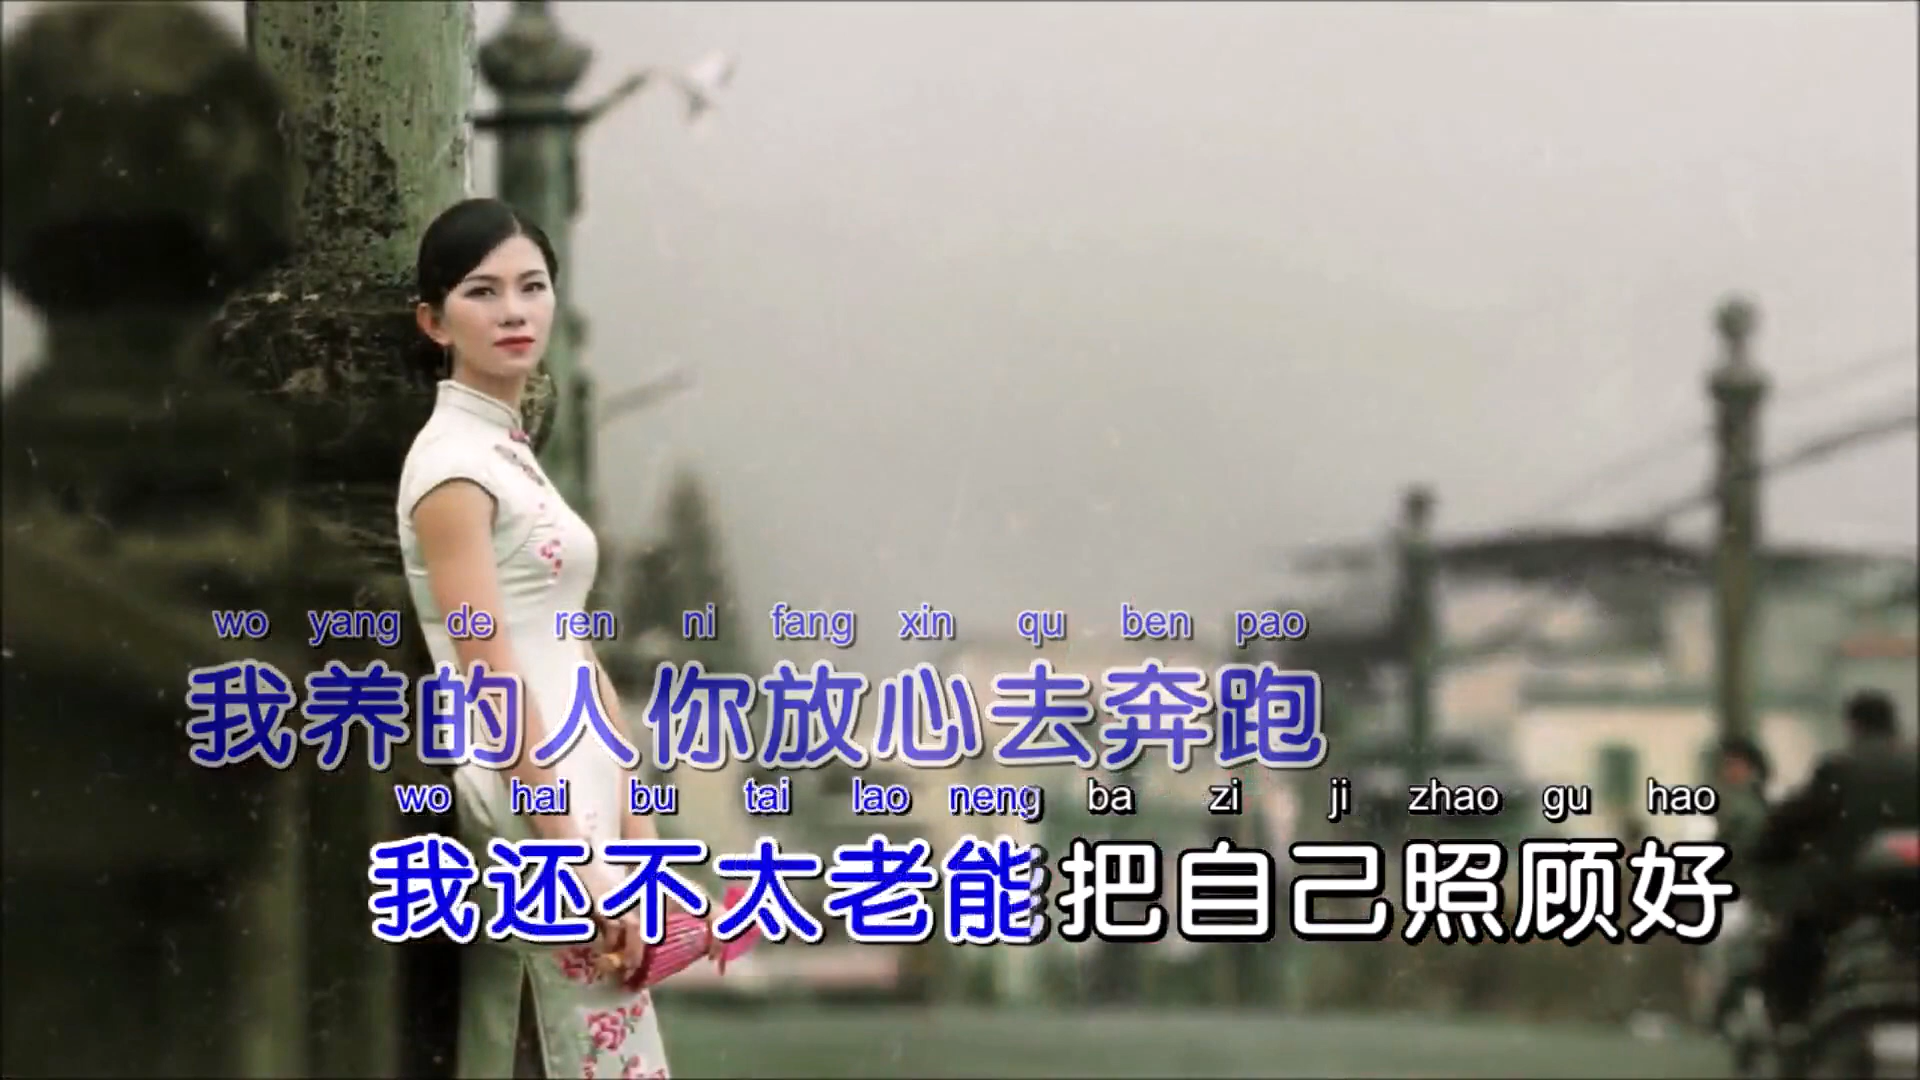 wo yang de ren ni fang xin qu ben pao
我养的人你放心去奔跑
wo hai bu tai lao neng ba zi ji zhao gu hao
我还不太老能把自己照顾好